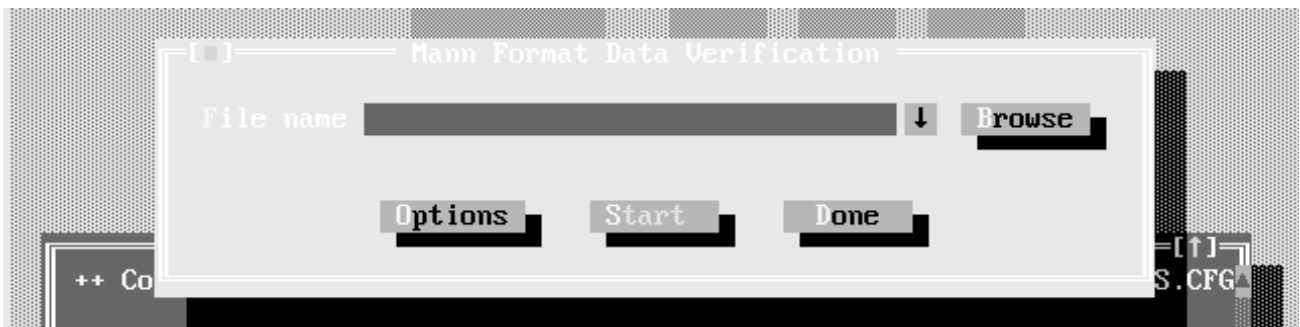 [■] Mann Format Data Verification
File name ↓ Browse
Options Start Done
[↑]
++ Co S.CFG